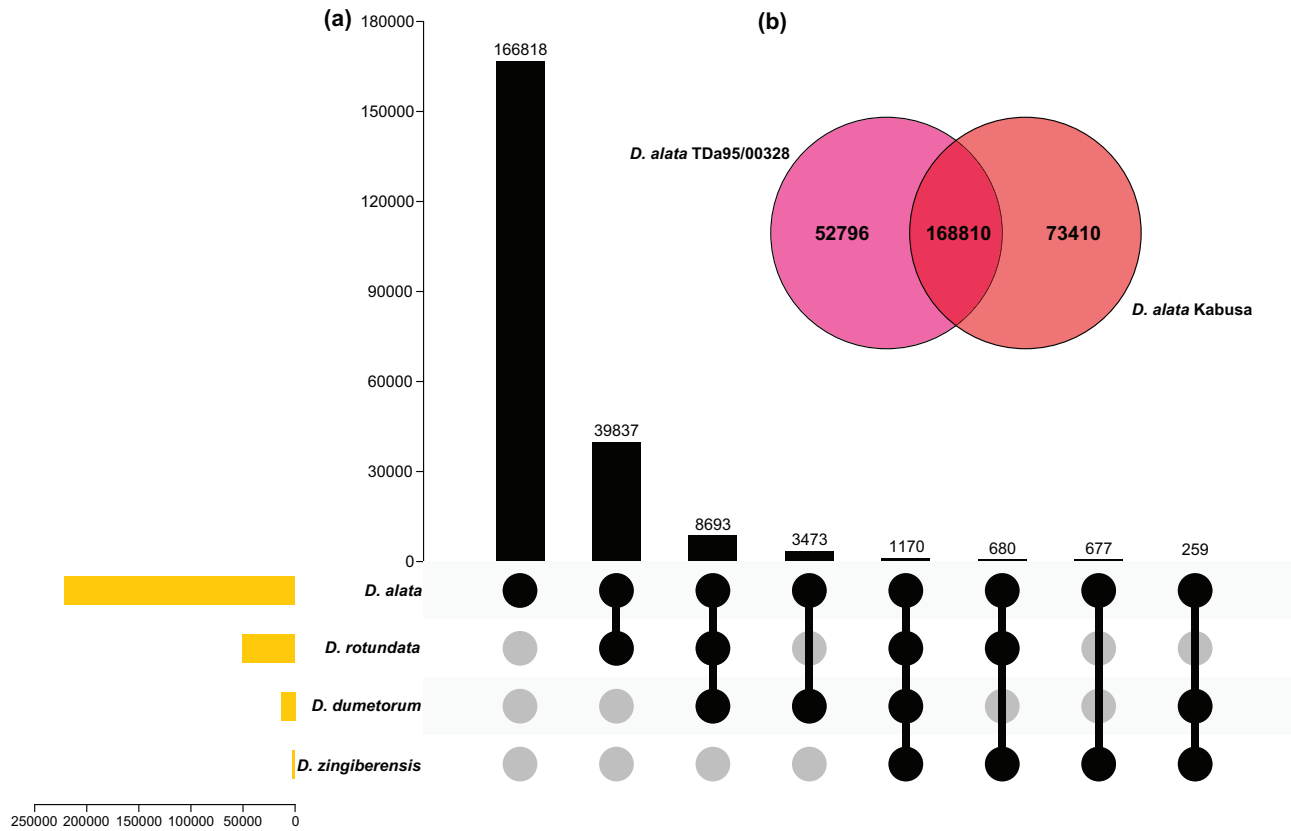 (a)
(b)
180000
150000
120000
90000
60000
30000
0
166818
39837
8693
3473
1170
680
677
259
D. alata TDa95/00328
52796
168810
73410
D. alata Kabusa
D. alata
D. rotundata
D. dumetorum
D. zingiberensis
250000 200000 150000 100000 50000 0